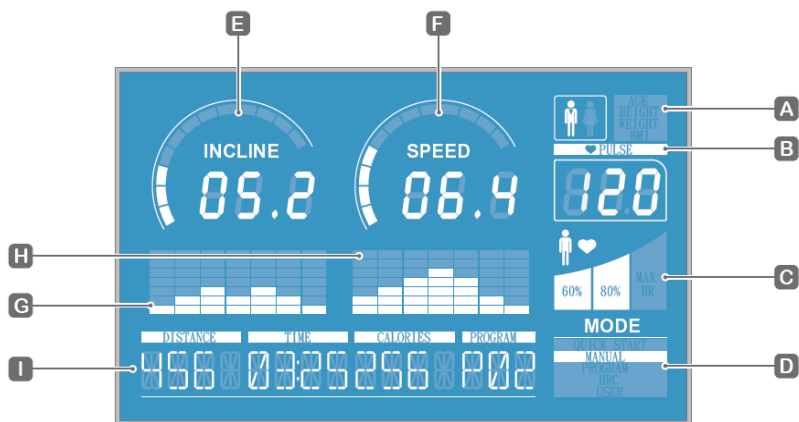 E
F
A
AGE
HEIGHT
WEIGHT
BMI
B
PULSE
INCLINE
SPEED
05.2
06.4
120
H
G
C
60%
80%
MAX
HR
MODE
DISTANCE TIME CALORIES PROGRAM
QUICK START
MANUAL
PROGRAM
HRC
USER
D
I
456 03:25 256 P02